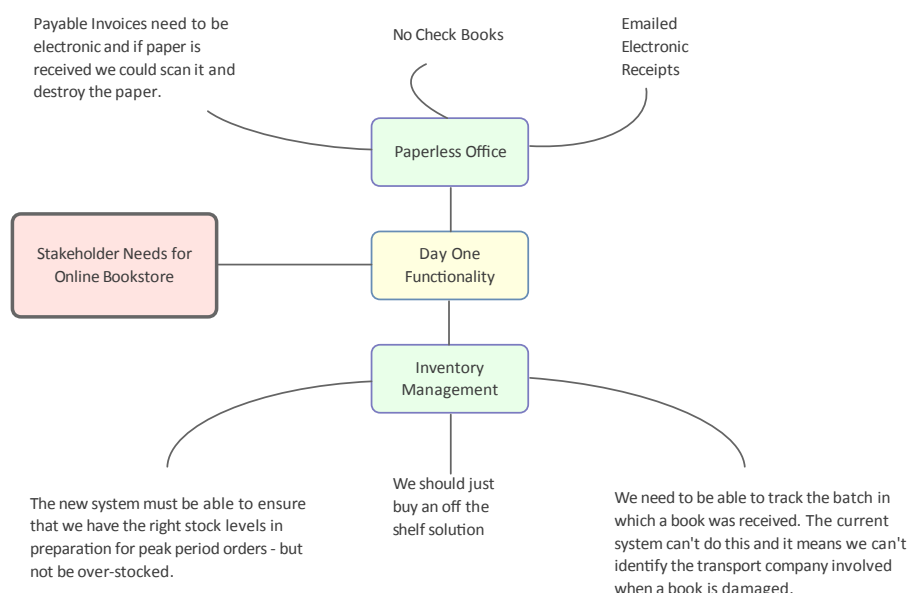 Payable Invoices need to be
electronic and if paper is
received we could scan it and
destroy the paper.
No Check Books
Emailed
Electronic
Receipts
Paperless Office
Stakeholder Needs for
Online Bookstore
Day One
Functionality
Inventory
Management
The new system must be able to ensure
that we have the right stock levels in
preparation for peak period orders - but
not be over-stocked.
We should just
buy an off the
shelf solution
We need to be able to track the batch in
which a book was received. The current
system can't do this and it means we can't
identify the transport company involved
when a book is damaged.